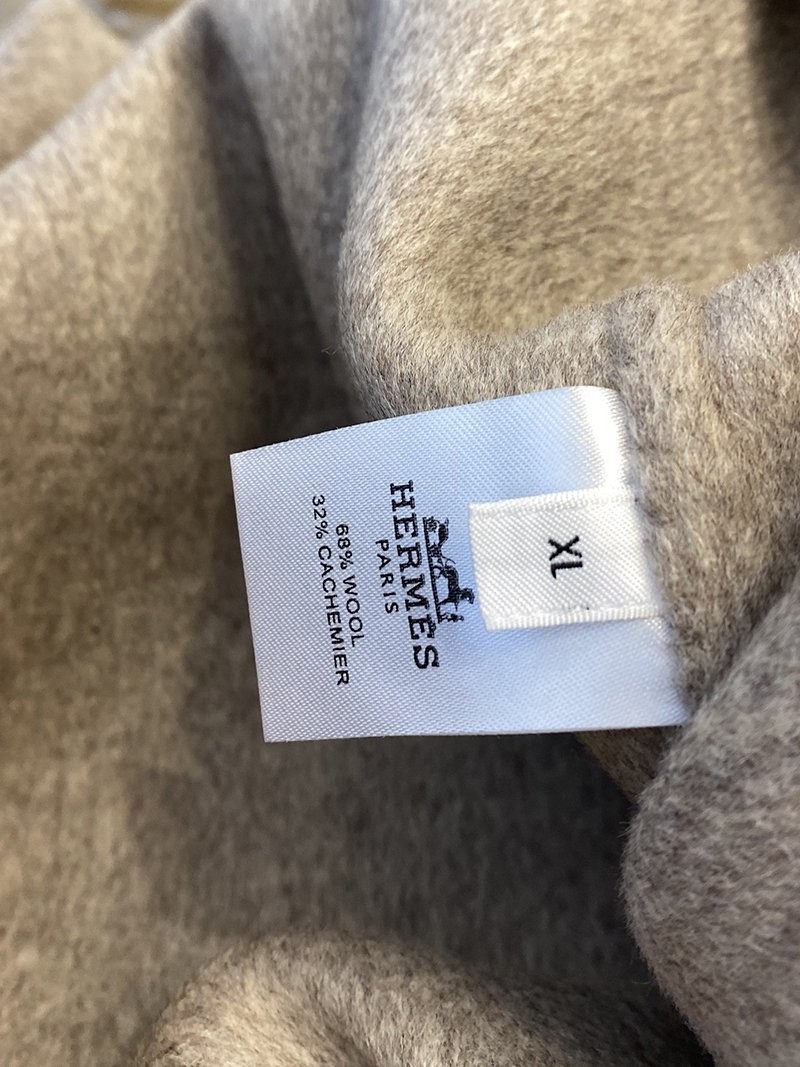 XL
HERMES
PARIS
68% WOOL
32% CACHEMIER